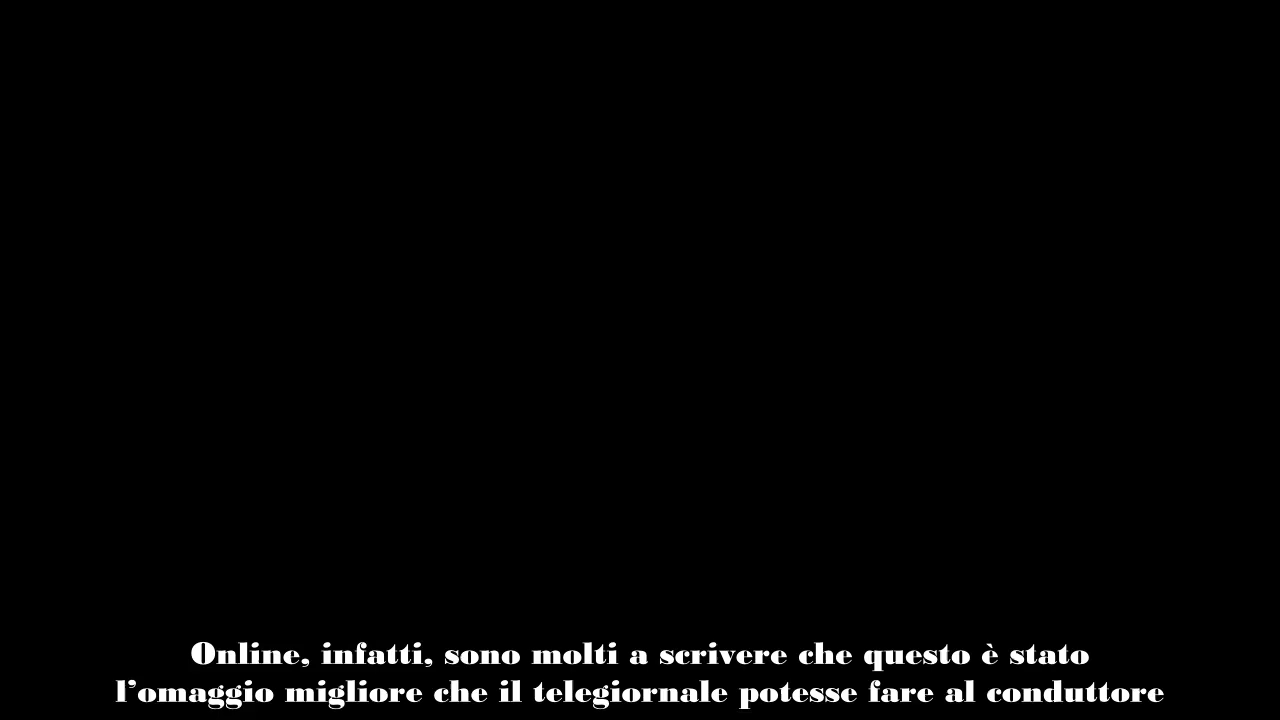 Online, infatti, sono molti a scrivere che questo è stato
l’omaggio migliore che il telegiornale potesse fare al conduttore